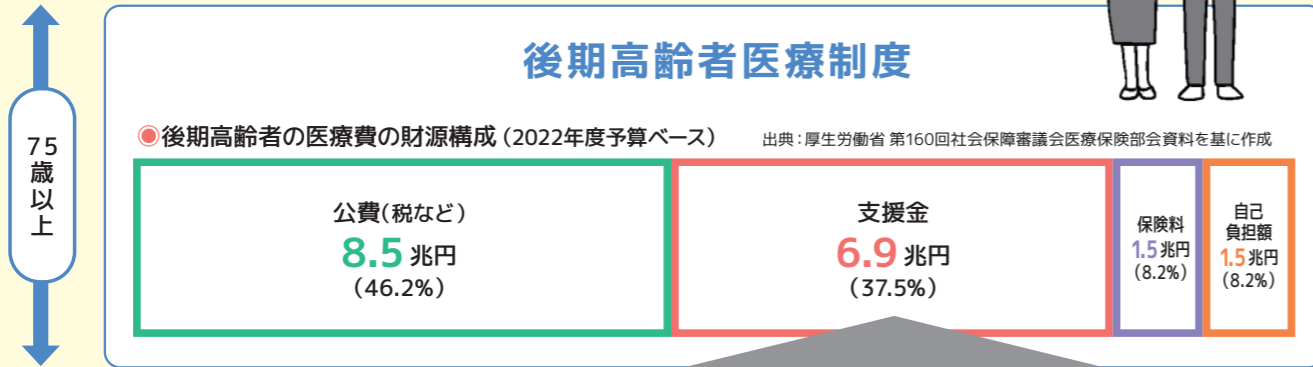 後期高齢者医療制度
75歳以上
◉後期高齢者の医療費の財源構成(2022年度予算ベース)
出典:厚生労働省 第160回社会保障審議会医療保険部会資料を基に作成
公費(税など)
8.5兆円
(46.2%)
支援金
6.9兆円
(37.5%)
保険料
1.5兆円
(8.2%)
自己
負担額
1.5兆円
(8.2%)